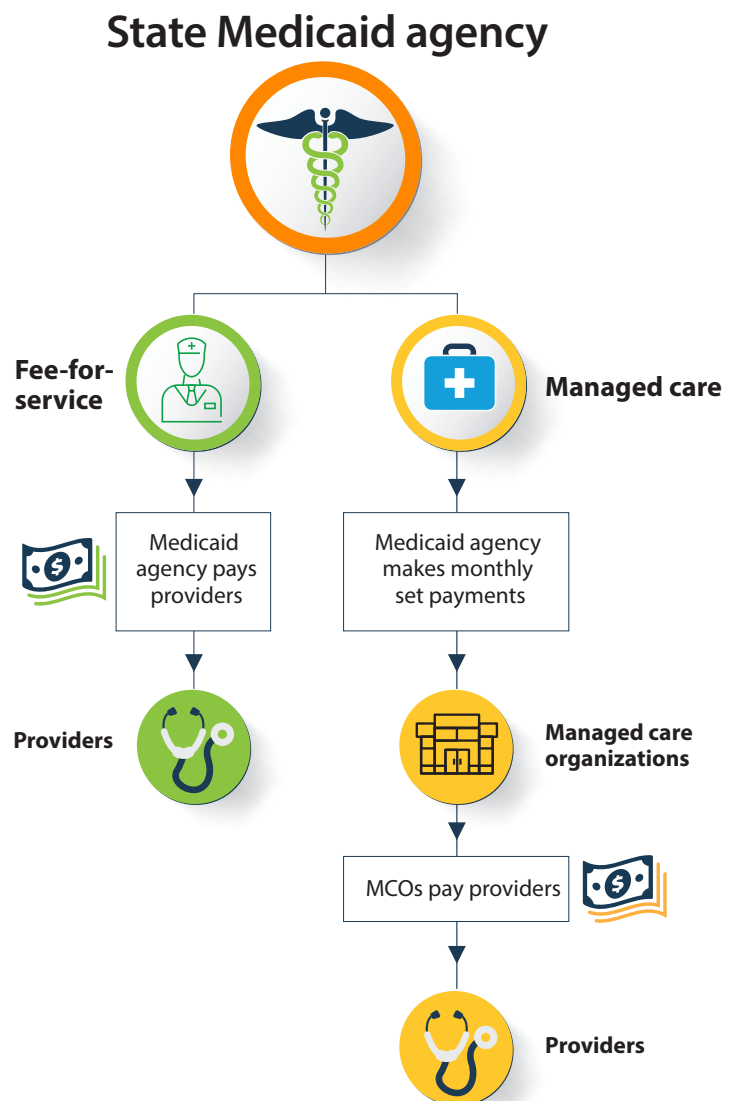 State Medicaid agency
Fee-for-
service
Managed care
Medicaid
agency pays
providers
Medicaid agency
makes monthly
set payments
Providers
Managed care
organizations
MCOs pay providers
Providers